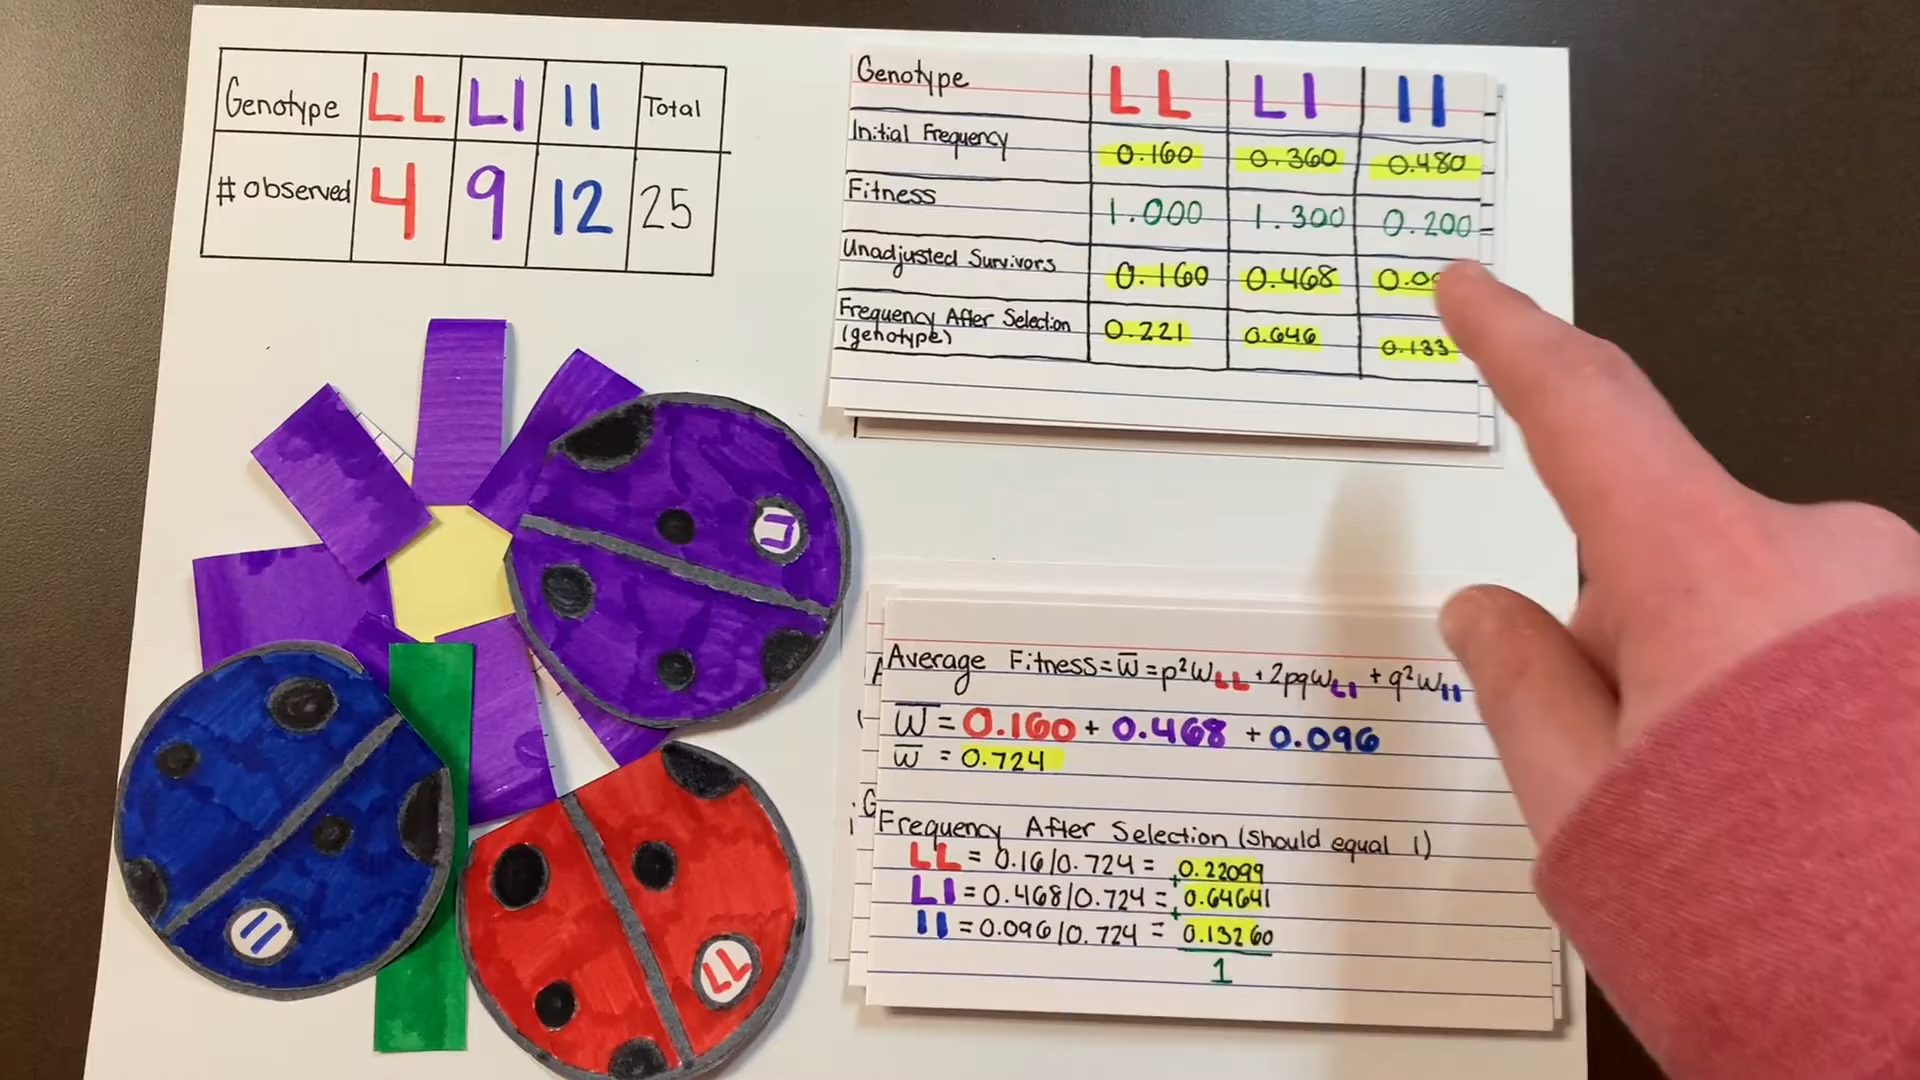 Genotype LL Ll ll Total
# observed 4 9 12 25
Genotype LL Ll ll
Initial Frequency 0.160 0.360 0.480
Fitness 1.000 1.300 0.200
Unadjusted Survivors 0.160 0.468
Frequency After Selection (genotype) 0.221 0.646 0.133
Ll
ll
LL
Average Fitness = w̅ = p²wLL + 2pqwLl + q²wll
w̅ = 0.160 + 0.468 + 0.096
w̅ = 0.724
Frequency After Selection (should equal 1)
LL = 0.16/0.724 = 0.22099
+
Ll = 0.468/0.724 = 0.64641
+
ll = 0.096/0.724 = 0.13260
1